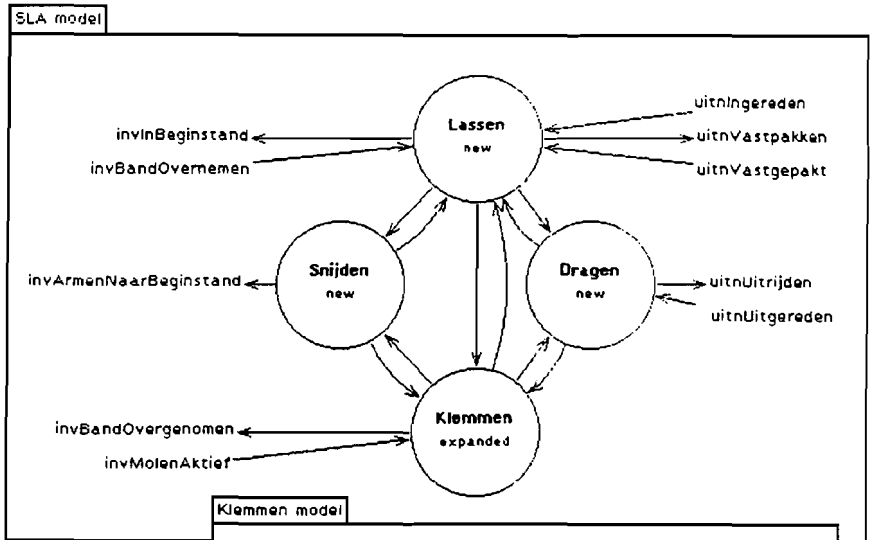 SLA model
uitnIngereden
Lassen
invInBeginstand
uitnVastpakken
new
invBandOvernemen
uitnVastgepakt
Snijden
Dragen
invArmenNaarBeginstand
uitnUitrijden
new
new
uitnUitgereden
Klemmen
invBandOvergenomen
expanded
invMolenAktief
Klemmen model